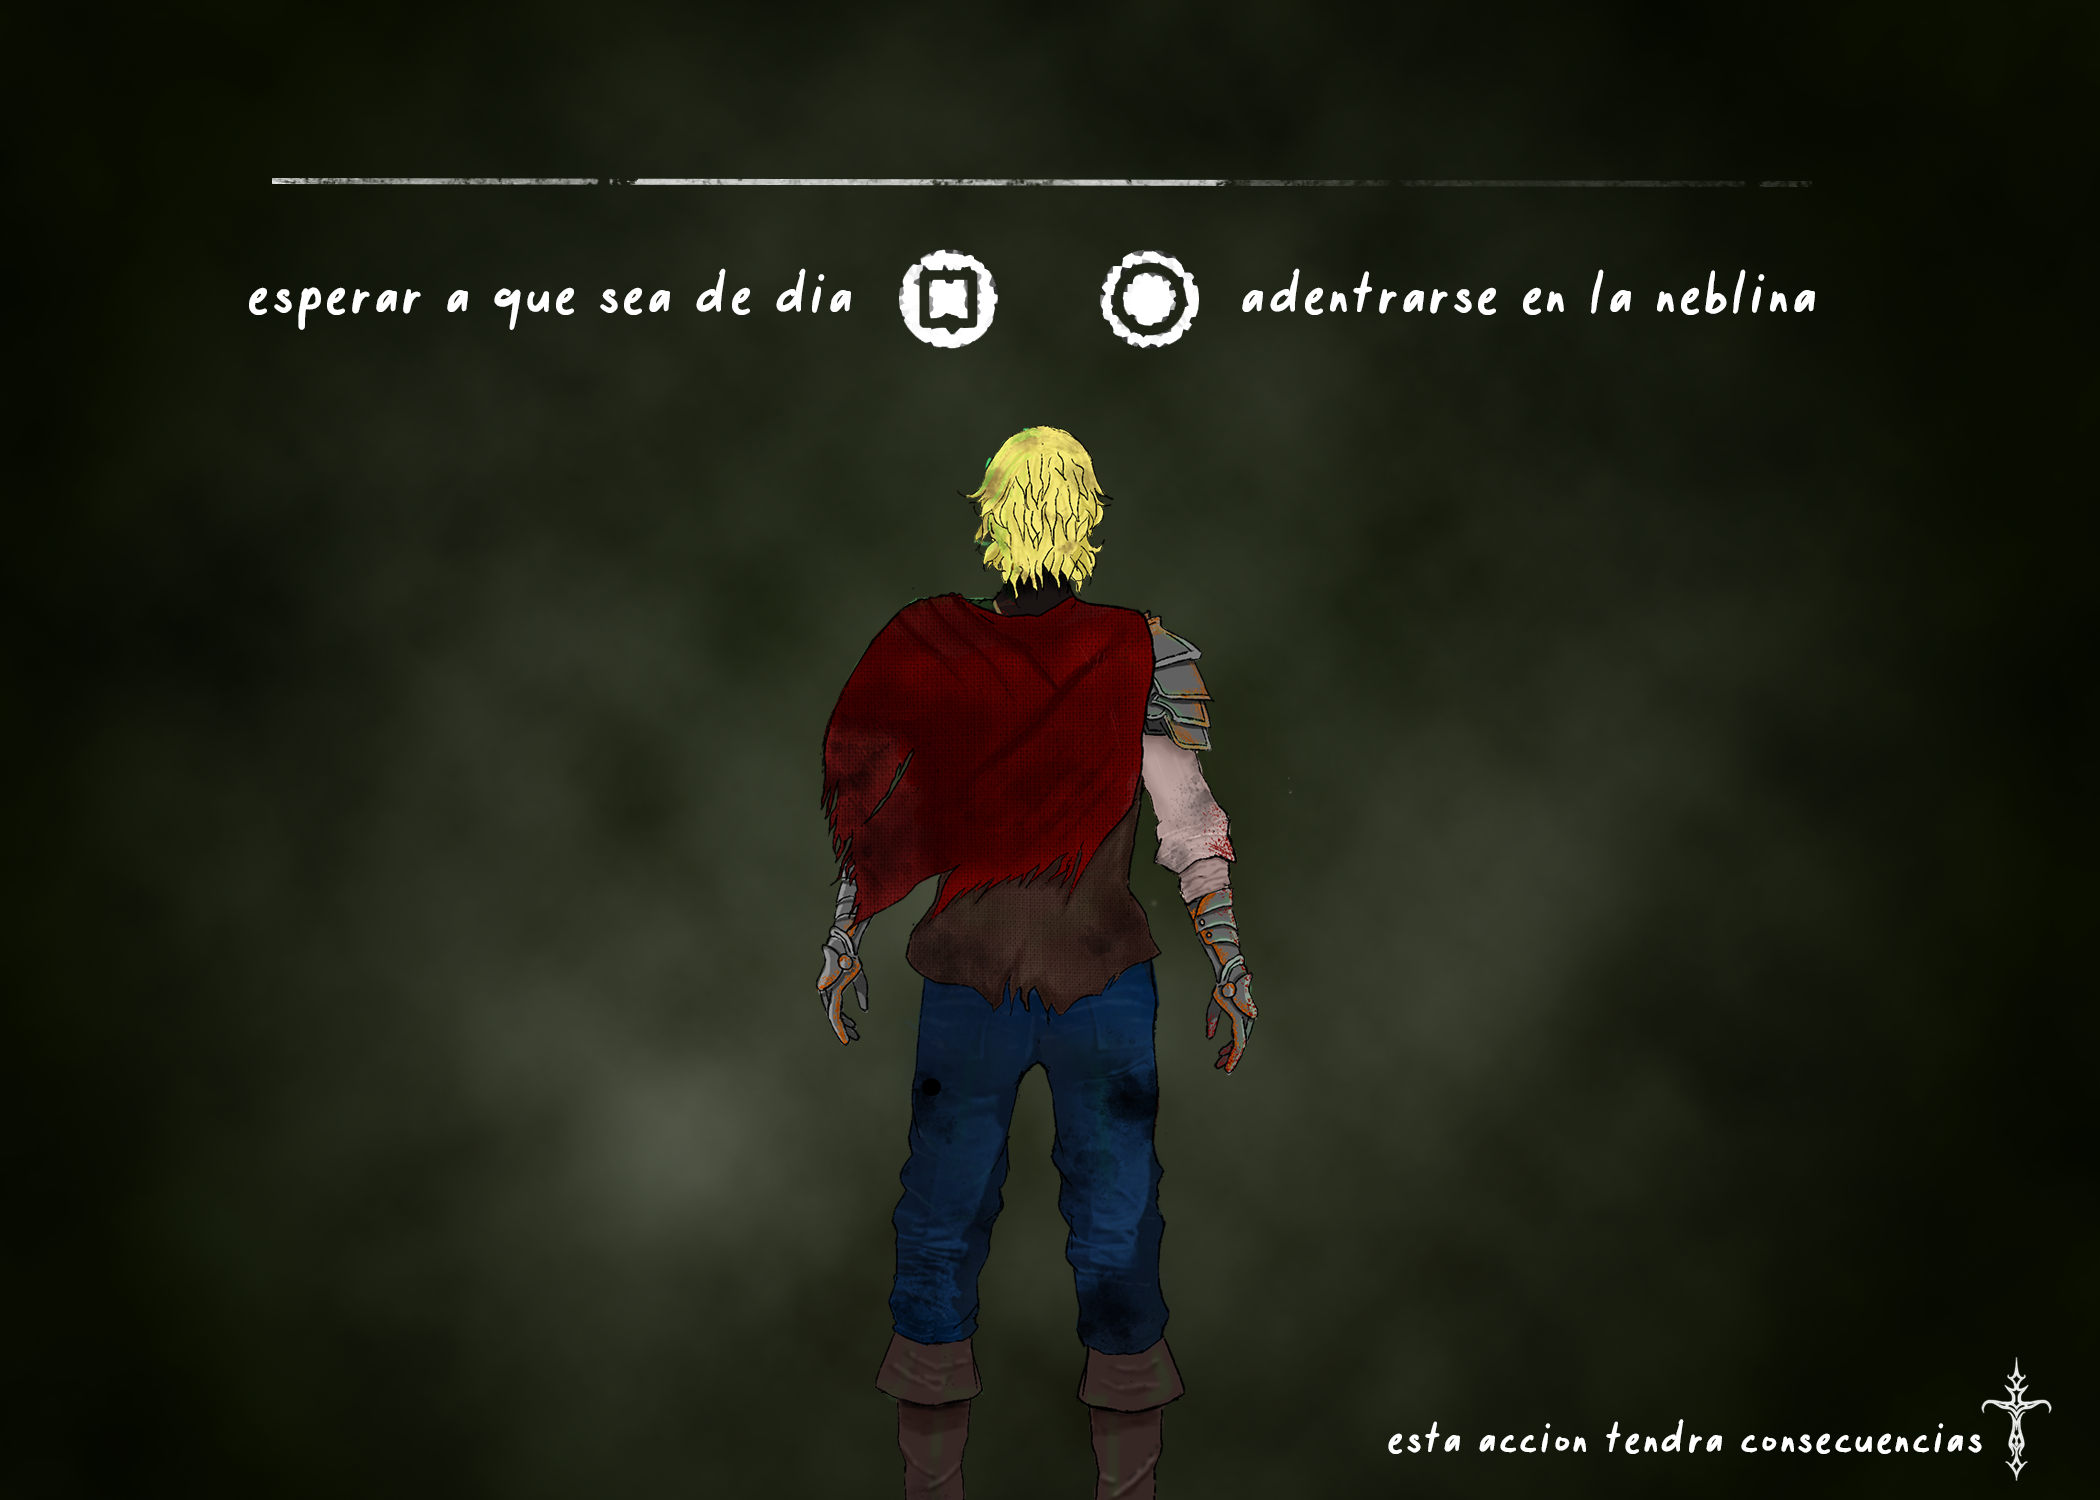 esperar a que sea de dia
adentrarse en la neblina
esta accion tendra consecuencias